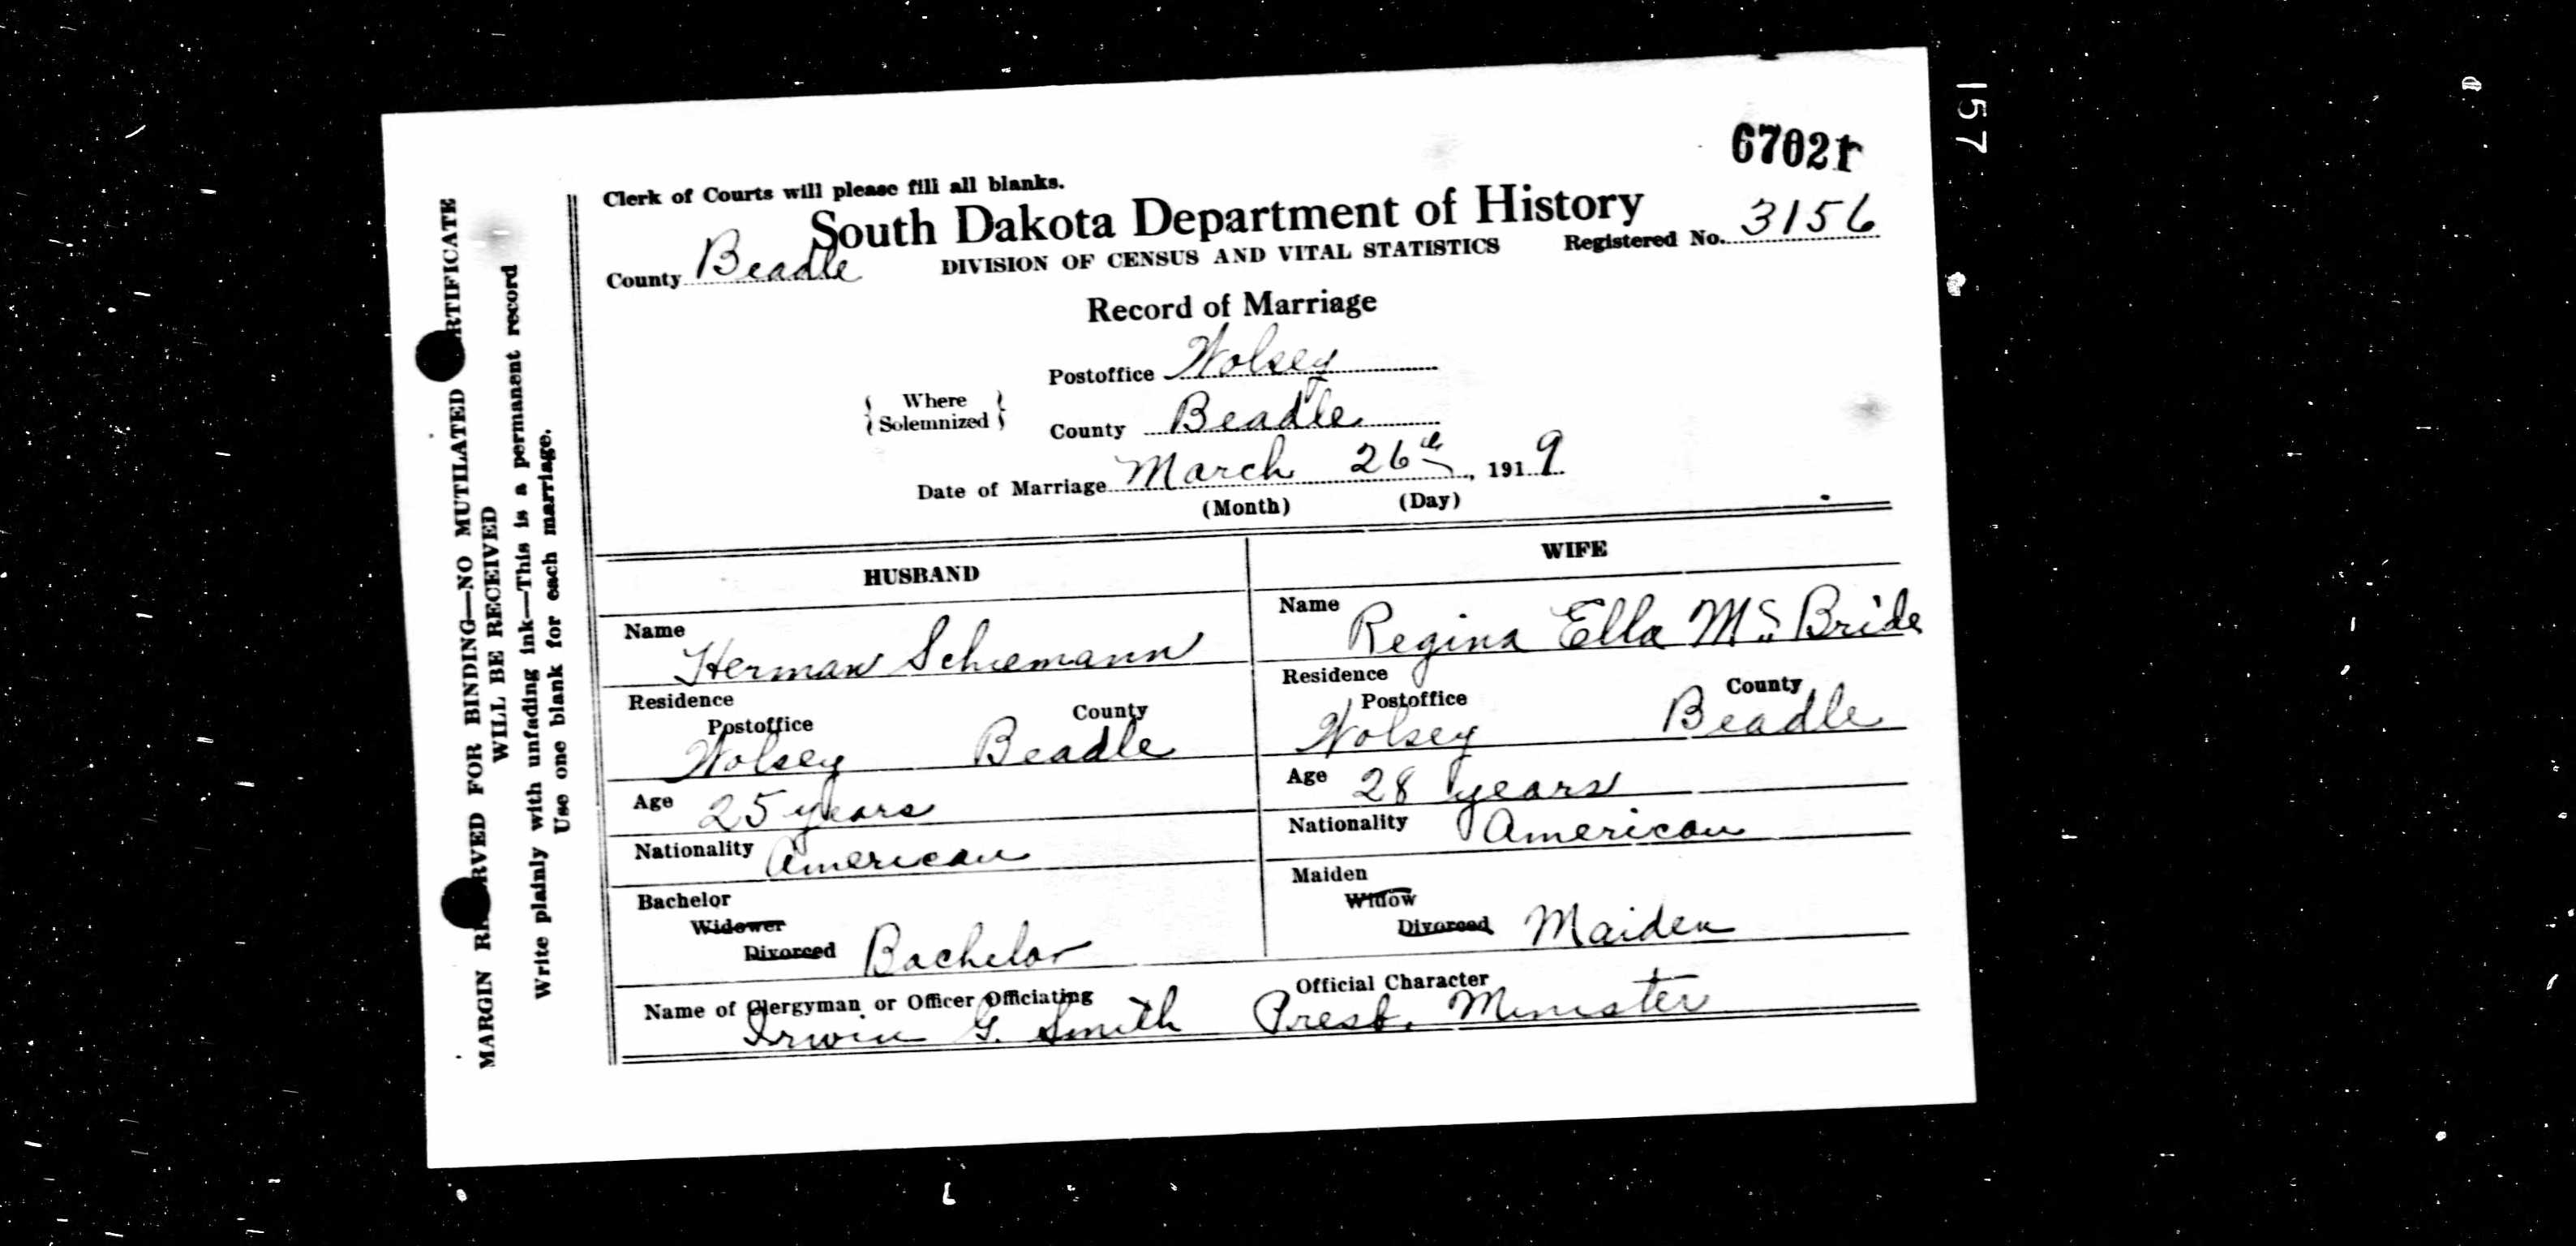 67021
Clerk of Courts will please fill all blanks.
South Dakota Department of History
County Beadle DIVISION OF CENSUS AND VITAL STATISTICS Registered No. 3156
Record of Marriage
Postoffice Wolsey
Where Solemnized
County Beadle
Date of Marriage March 26th, 1919
(Month) (Day)
HUSBAND WIFE
Name Herman Schiemann
Name Regina Ella McBride
Residence
Postoffice County
Wolsey Beadle
Residence
Postoffice County
Wolsey Beadle
Age 25 years
Age 28 years
Nationality American
Nationality American
Bachelor
Widower
Divorced Bachelor
Maiden
Widow
Divorced Maiden
Name of Clergyman or Officer Officiating Official Character
Irwin G. Smith Presb. Minister
MARGIN RERVED FOR BINDING—NO MUTILATED RTIFICATE
WILL BE RECEIVED
Write plainly with unfading ink—This is a permanent record
Use one blank for each marriage.
157